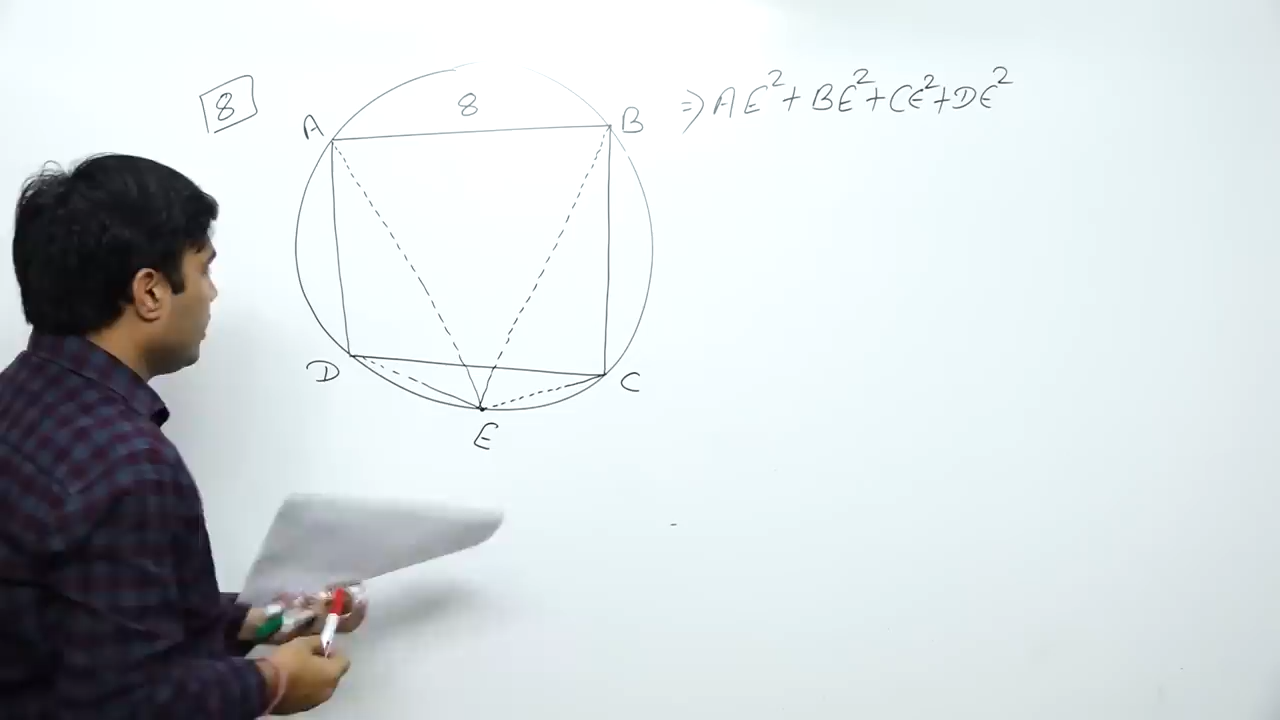 8
8
A
B
⇒ AE² + BE² + CE² + DE²
D
C
E